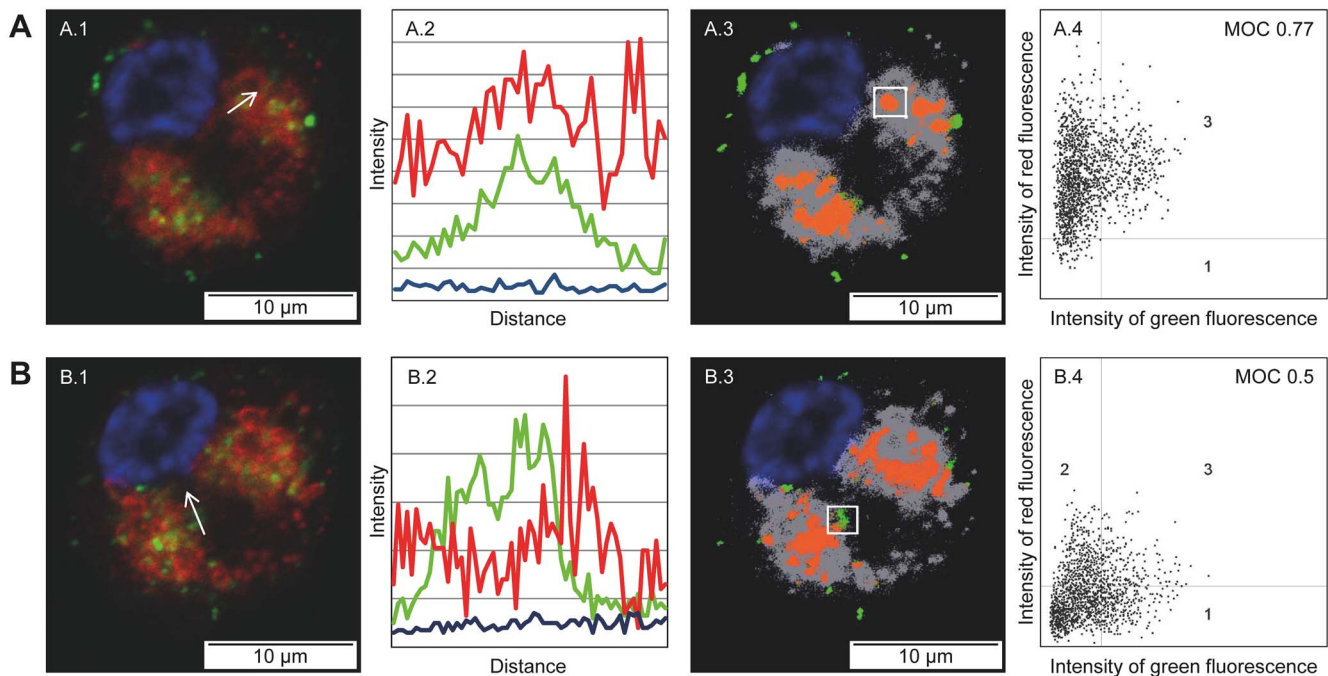 A
A.1
10 µm
A.2
Intensity
Distance
A.3
10 µm
A.4
MOC 0.77
3
1
Intensity of red fluorescence
Intensity of green fluorescence
B
B.1
10 µm
B.2
Intensity
Distance
B.3
10 µm
B.4
MOC 0.5
2
3
1
Intensity of red fluorescence
Intensity of green fluorescence